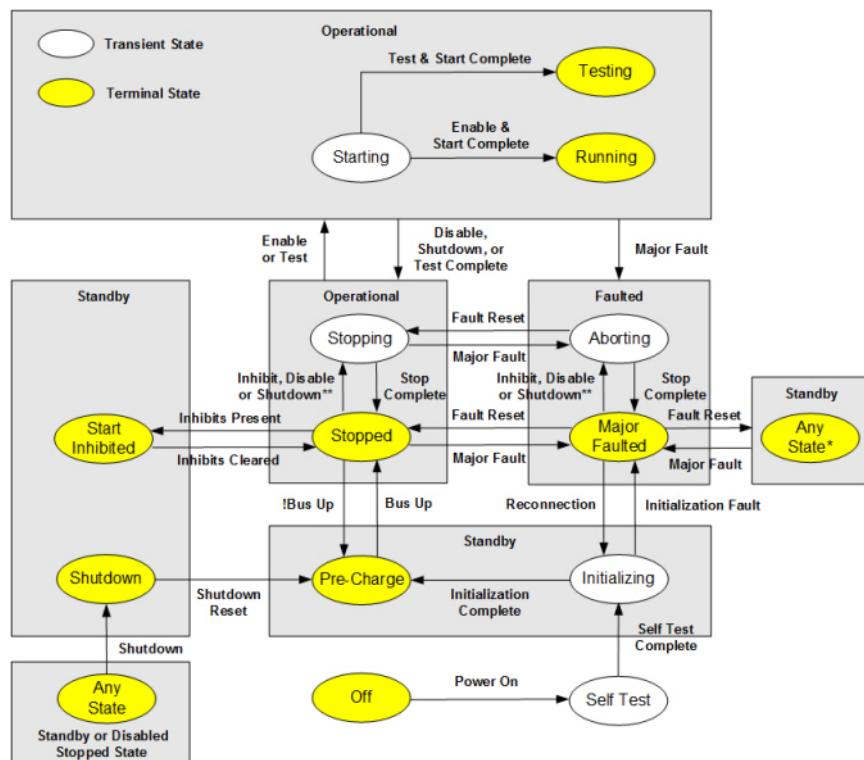 Operational
Transient State
Terminal State
Test & Start Complete
Testing
Starting
Enable &
Start Complete
Running
Enable
or Test
Disable,
Shutdown, or
Test Complete
Major Fault
Standby
Operational
Faulted
Stopping
Fault Reset
Major Fault
Aborting
Inhibit, Disable
or Shutdown**
Stop
Complete
Inhibit, Disable
or Shutdown**
Stop
Complete
Standby
Start
Inhibited
Inhibits Present
Inhibits Cleared
Stopped
Fault Reset
Major Fault
Major
Faulted
Fault Reset
Major Fault
Any
State*
!Bus Up
Bus Up
Reconnection
Initialization Fault
Standby
Shutdown
Shutdown
Reset
Pre-Charge
Initialization
Complete
Initializing
Shutdown
Self Test
Complete
Any
State
Standby or Disabled
Stopped State
Off
Power On
Self Test